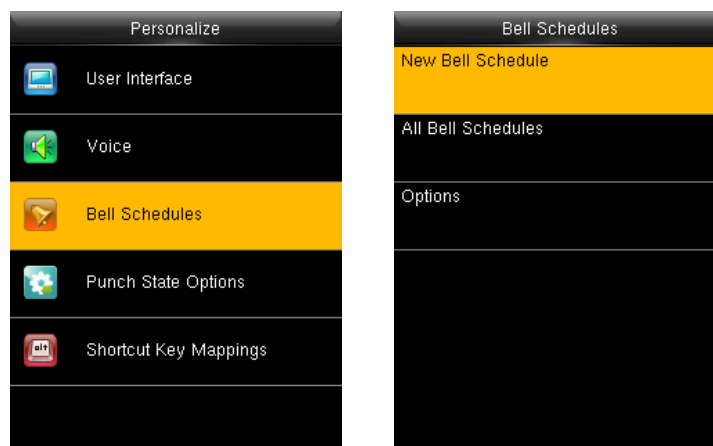 Personalize
User Interface
Voice
Bell Schedules
Punch State Options
alt
Shortcut Key Mappings
Bell Schedules
New Bell Schedule
All Bell Schedules
Options